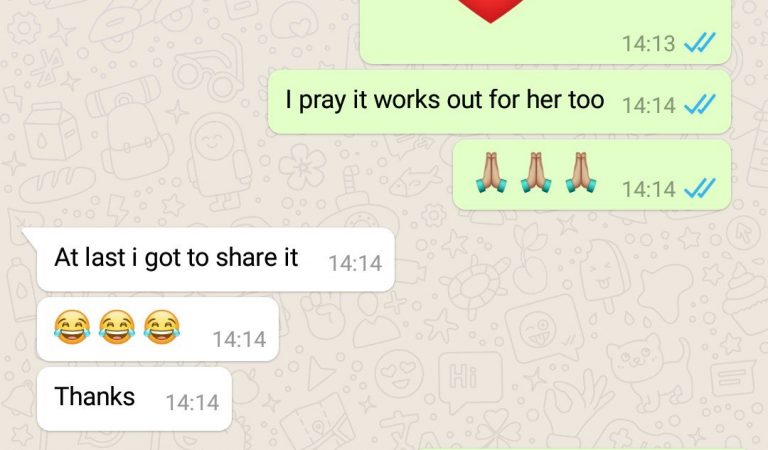 14:13
I pray it works out for her too 14:14
🙏🏼 🙏🏼 🙏🏼 14:14
At last i got to share it 14:14
😂 😂 😂 14:14
Hi
Thanks 14:14